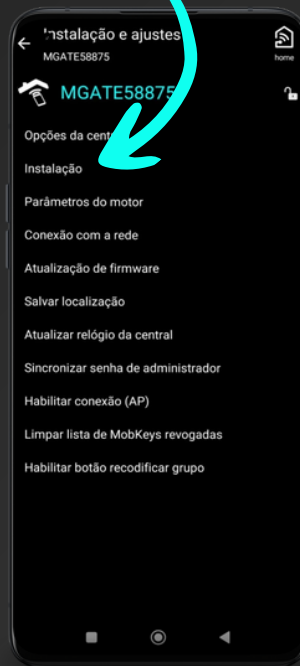 Instalação e ajustes
MGATE58875
home
MGATE58875
Opções da cent
Instalação
Parâmetros do motor
Conexão com a rede
Atualização de firmware
Salvar localização
Atualizar relógio da central
Sincronizar senha de administrador
Habilitar conexão (AP)
Limpar lista de MobKeys revogadas
Habilitar botão recodificar grupo